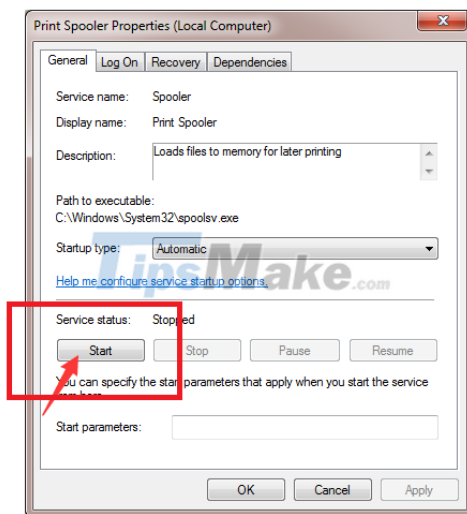 Print Spooler Properties (Local Computer)
General Log On Recovery Dependencies
Service name: Spooler
Display name: Print Spooler
Description: Loads files to memory for later printing
Path to executable:
C:\Windows\System32\spoolsv.exe
Startup type: Automatic
TipsMake.com
Help me configure service startup options.
Service status: Stopped
Start Stop Pause Resume
You can specify the start parameters that apply when you start the service
from here.
Start parameters:
OK Cancel Apply